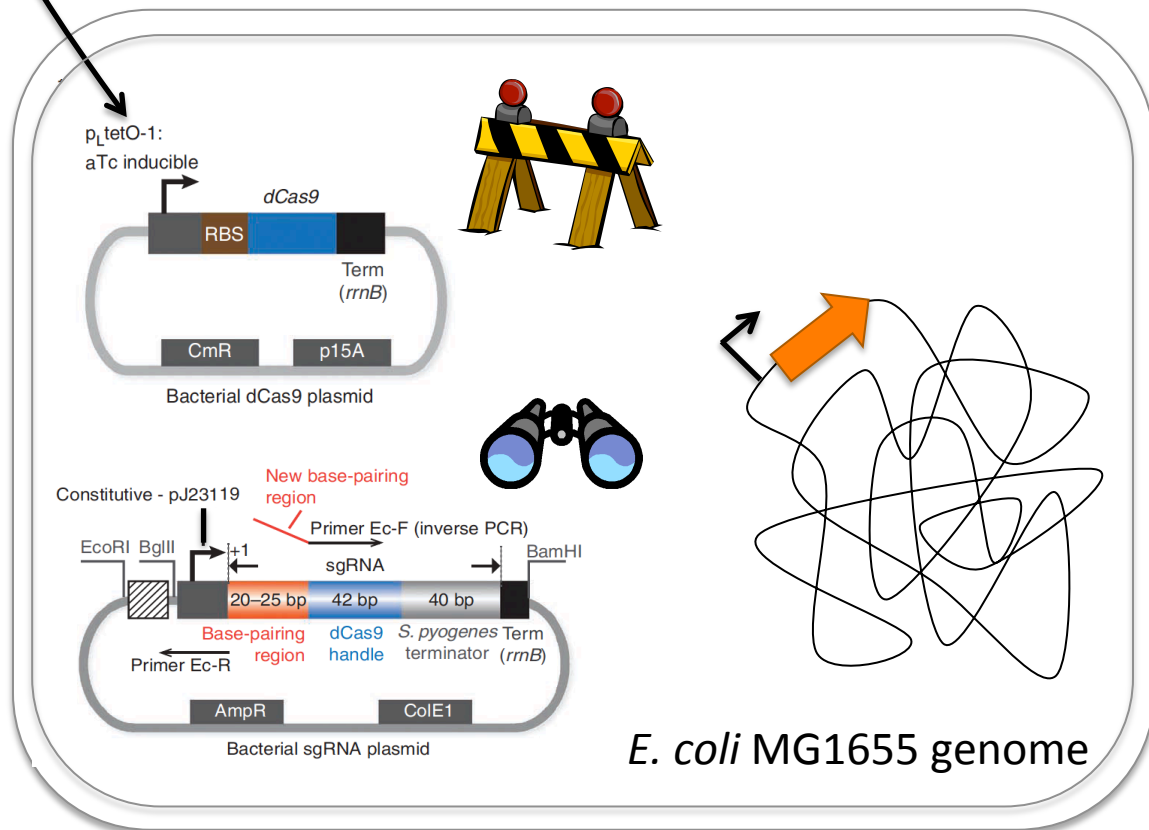 pLtetO-1:
aTc inducible
dCas9
RBS
Term
(rrnB)
CmR
p15A
Bacterial dCas9 plasmid
New base-pairing
region
Constitutive - pJ23119
Primer Ec-F (inverse PCR)
EcoRI
BglII
+1
sgRNA
BamHI
20–25 bp
42 bp
40 bp
Base-pairing
region
dCas9
handle
S. pyogenes
terminator
Term
(rrnB)
Primer Ec-R
AmpR
ColE1
Bacterial sgRNA plasmid
E. coli MG1655 genome